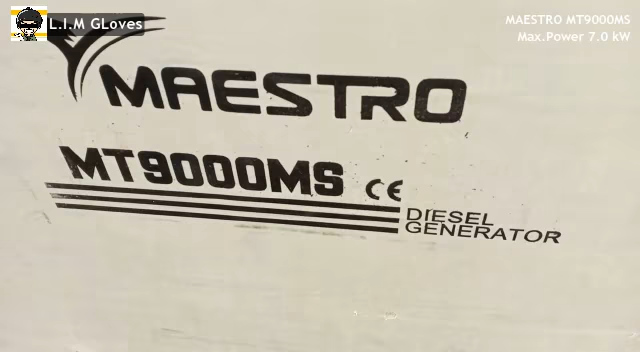 L.I.M GLoves
MAESTRO MT9000MS
Max.Power 7.0 kW
MAESTRO
MT9000MS CE
DIESEL
GENERATOR